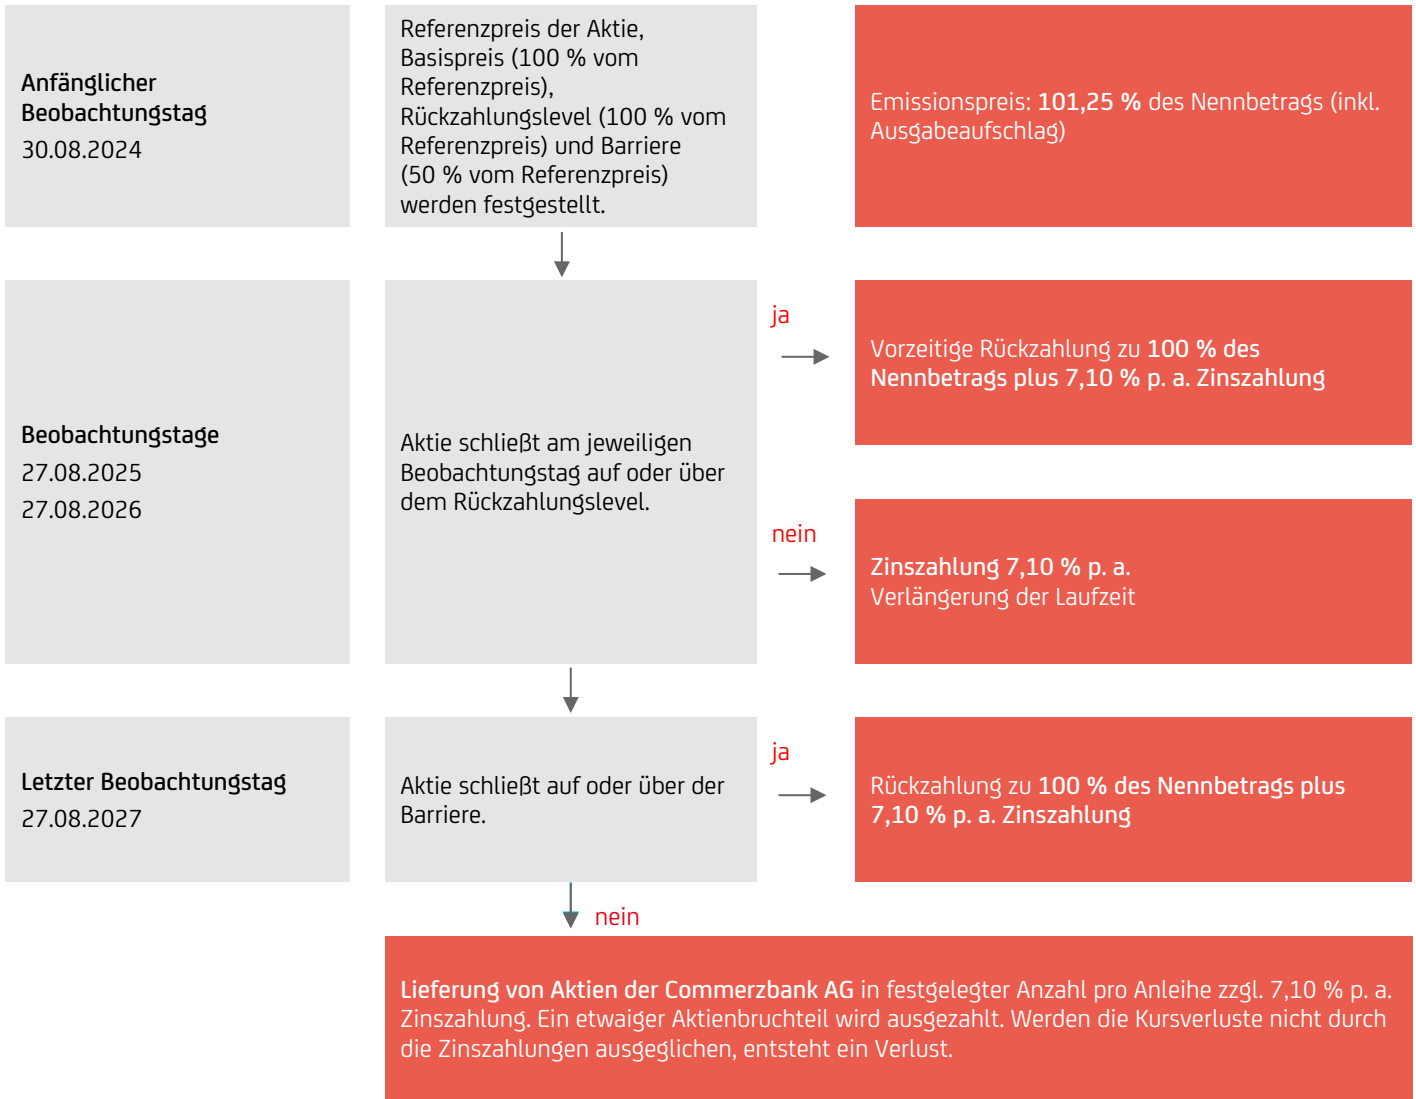 Anfänglicher
Beobachtungstag
30.08.2024
Referenzpreis der Aktie,
Basispreis (100 % vom
Referenzpreis),
Rückzahlungslevel (100 % vom
Referenzpreis) und Barriere
(50 % vom Referenzpreis)
werden festgestellt.
Emissionspreis: 101,25 % des Nennbetrags (inkl.
Ausgabeaufschlag)
Beobachtungstage
27.08.2025
27.08.2026
Aktie schließt am jeweiligen
Beobachtungstag auf oder über
dem Rückzahlungslevel.
ja
Vorzeitige Rückzahlung zu 100 % des
Nennbetrags plus 7,10 % p. a. Zinszahlung
nein
Zinszahlung 7,10 % p. a.
Verlängerung der Laufzeit
Letzter Beobachtungstag
27.08.2027
Aktie schließt auf oder über der
Barriere.
ja
Rückzahlung zu 100 % des Nennbetrags plus
7,10 % p. a. Zinszahlung
nein
Lieferung von Aktien der Commerzbank AG in festgelegter Anzahl pro Anleihe zzgl. 7,10 % p. a.
Zinszahlung. Ein etwaiger Aktienbruchteil wird ausgezahlt. Werden die Kursverluste nicht durch
die Zinszahlungen ausgeglichen, entsteht ein Verlust.